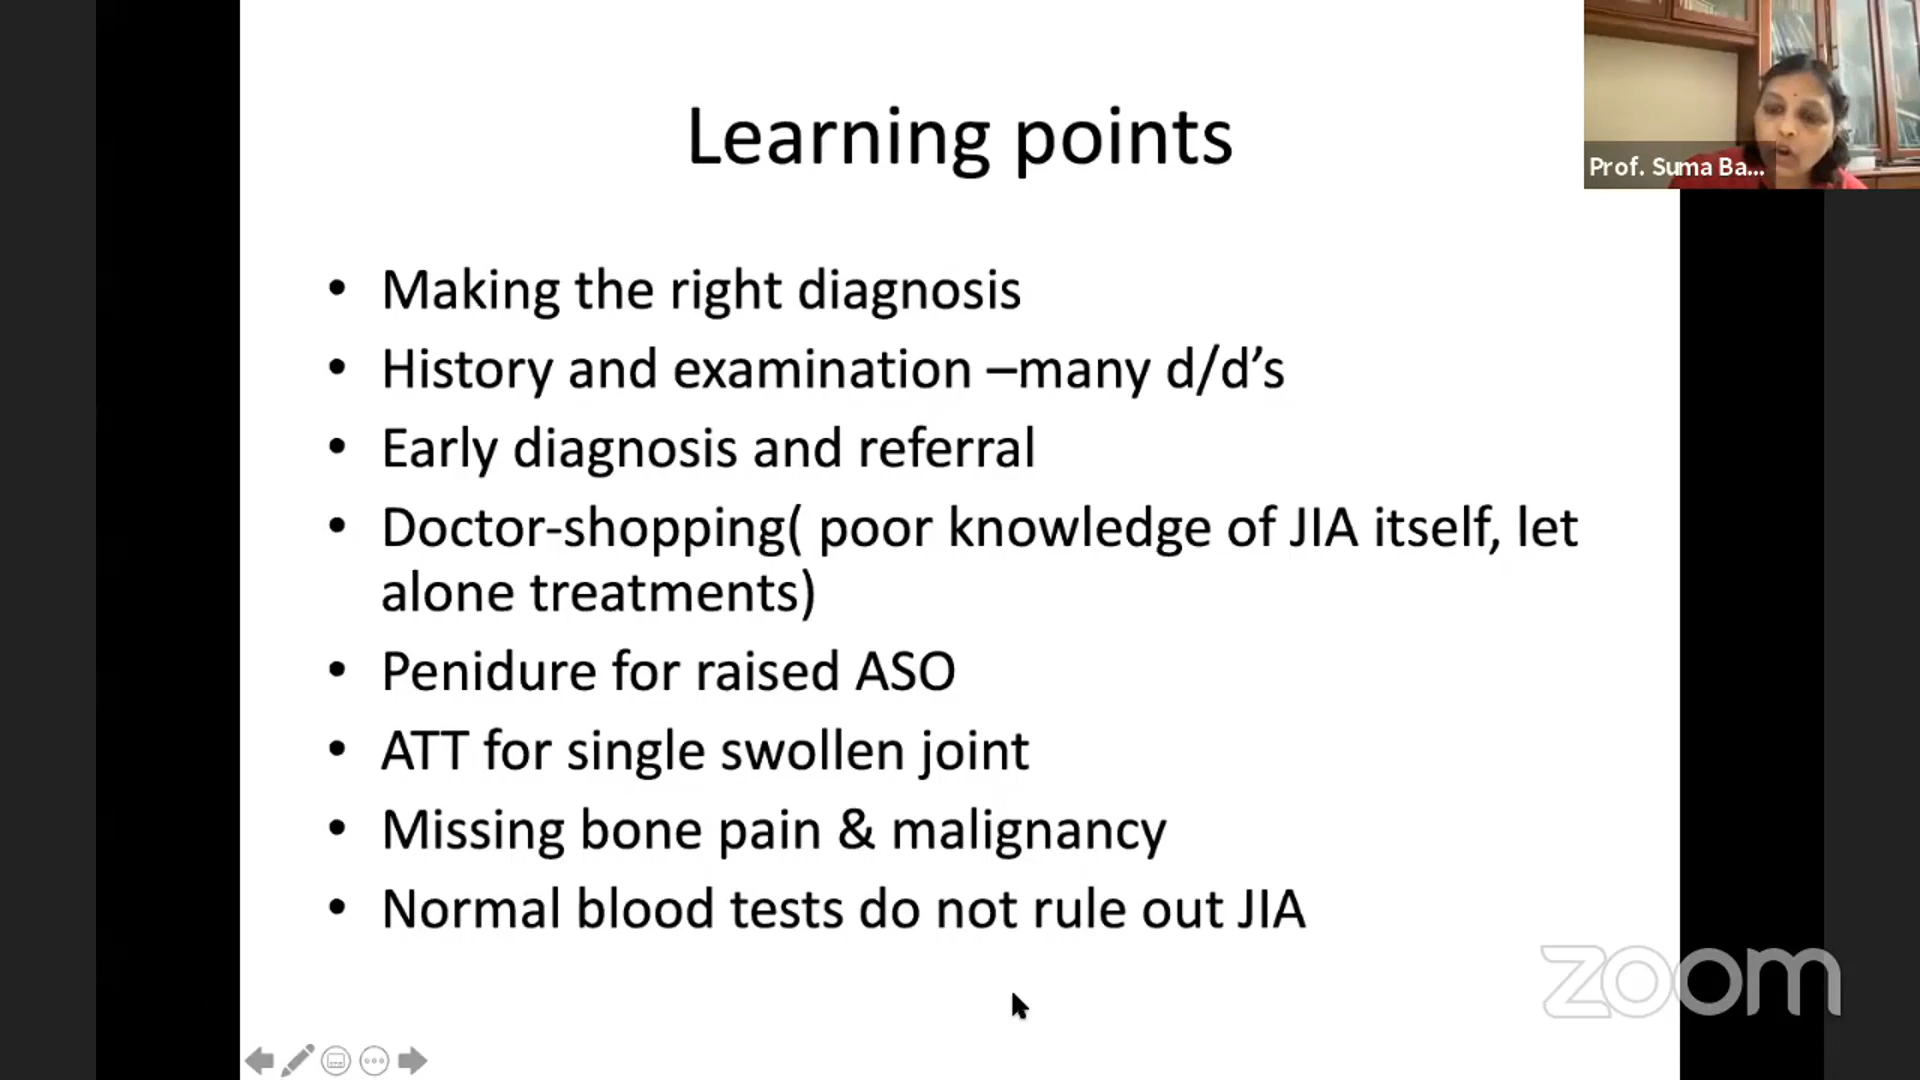 Learning points
Prof. Suma Ba...
• Making the right diagnosis
• History and examination –many d/d’s
• Early diagnosis and referral
• Doctor-shopping( poor knowledge of JIA itself, let
alone treatments)
• Penidure for raised ASO
• ATT for single swollen joint
• Missing bone pain & malignancy
• Normal blood tests do not rule out JIA
zoom